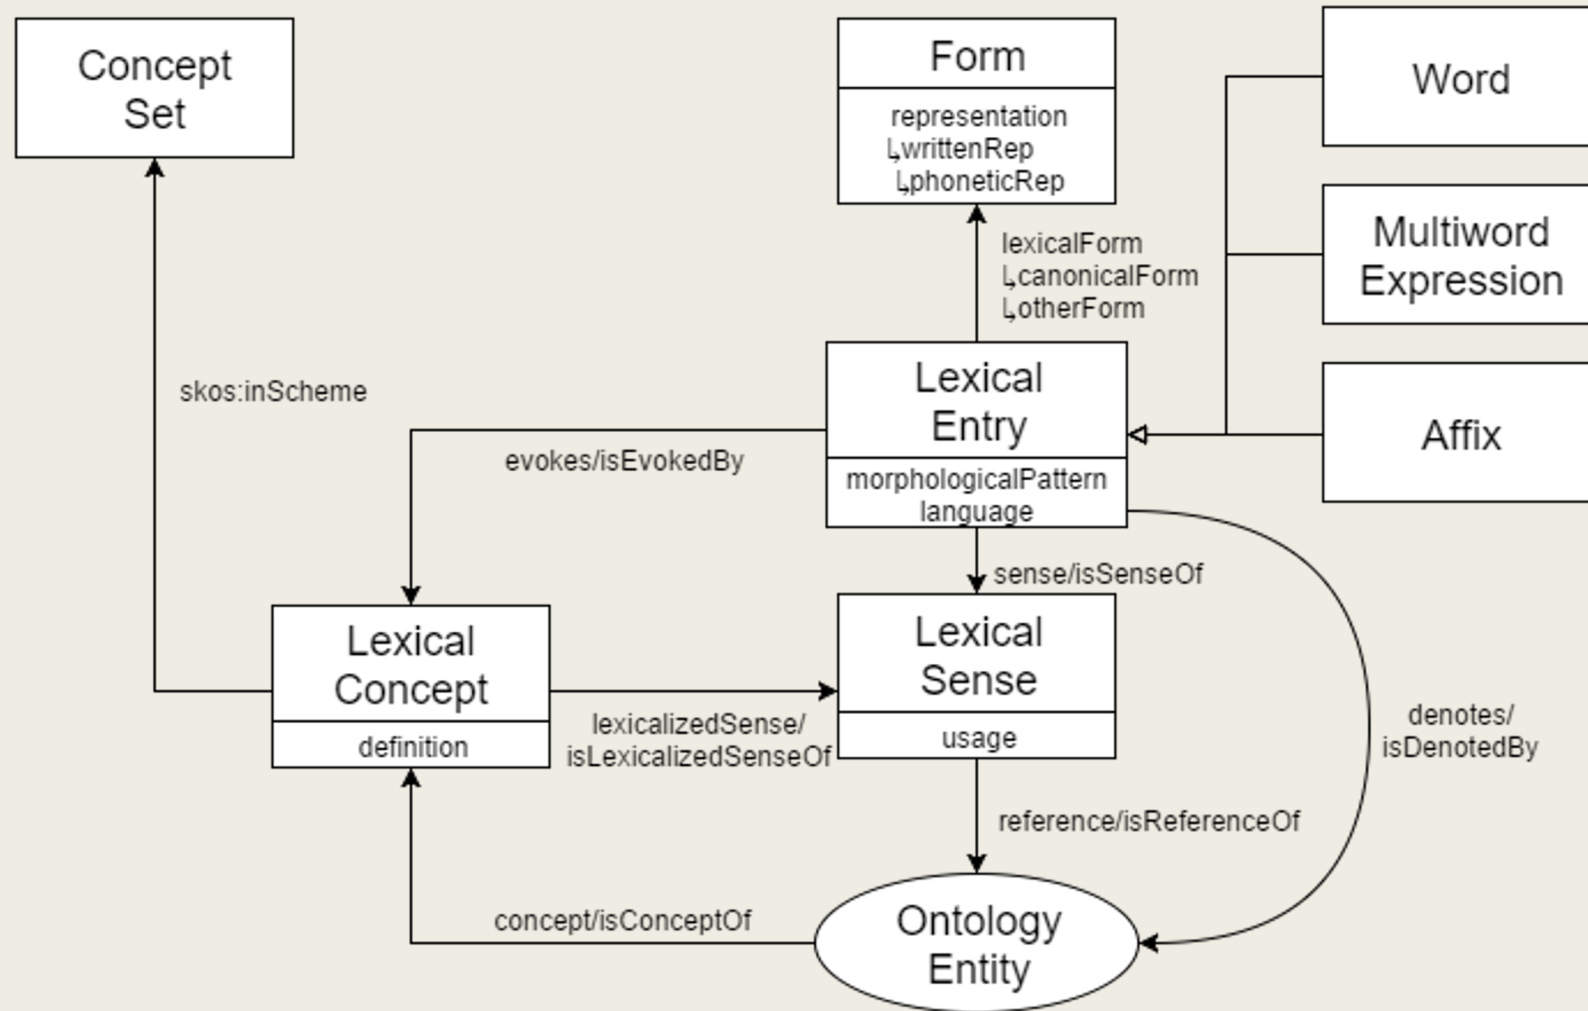 Concept
Set
Form
representation
↳writtenRep
↳phoneticRep
Word
Multiword
Expression
Affix
lexicalForm
↳canonicalForm
↳otherForm
skos:inScheme
Lexical
Entry
morphologicalPattern
language
evokes/isEvokedBy
sense/isSenseOf
Lexical
Concept
definition
lexicalizedSense/
isLexicalizedSenseOf
Lexical
Sense
usage
denotes/
isDenotedBy
reference/isReferenceOf
concept/isConceptOf
Ontology
Entity